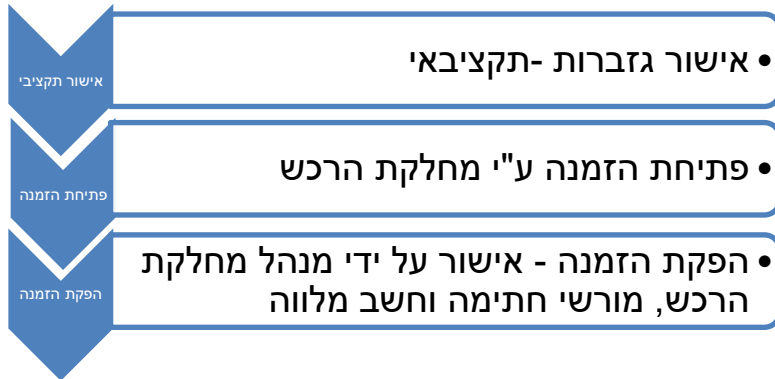 אישור תקציבי
• אישור גזברות -תקציבאי
פתיחת הזמנה
• פתיחת הזמנה ע"י מחלקת הרכש
הפקת הזמנה
• הפקת הזמנה - אישור על ידי מנהל מחלקת
הרכש, מורשי חתימה וחשב מלווה